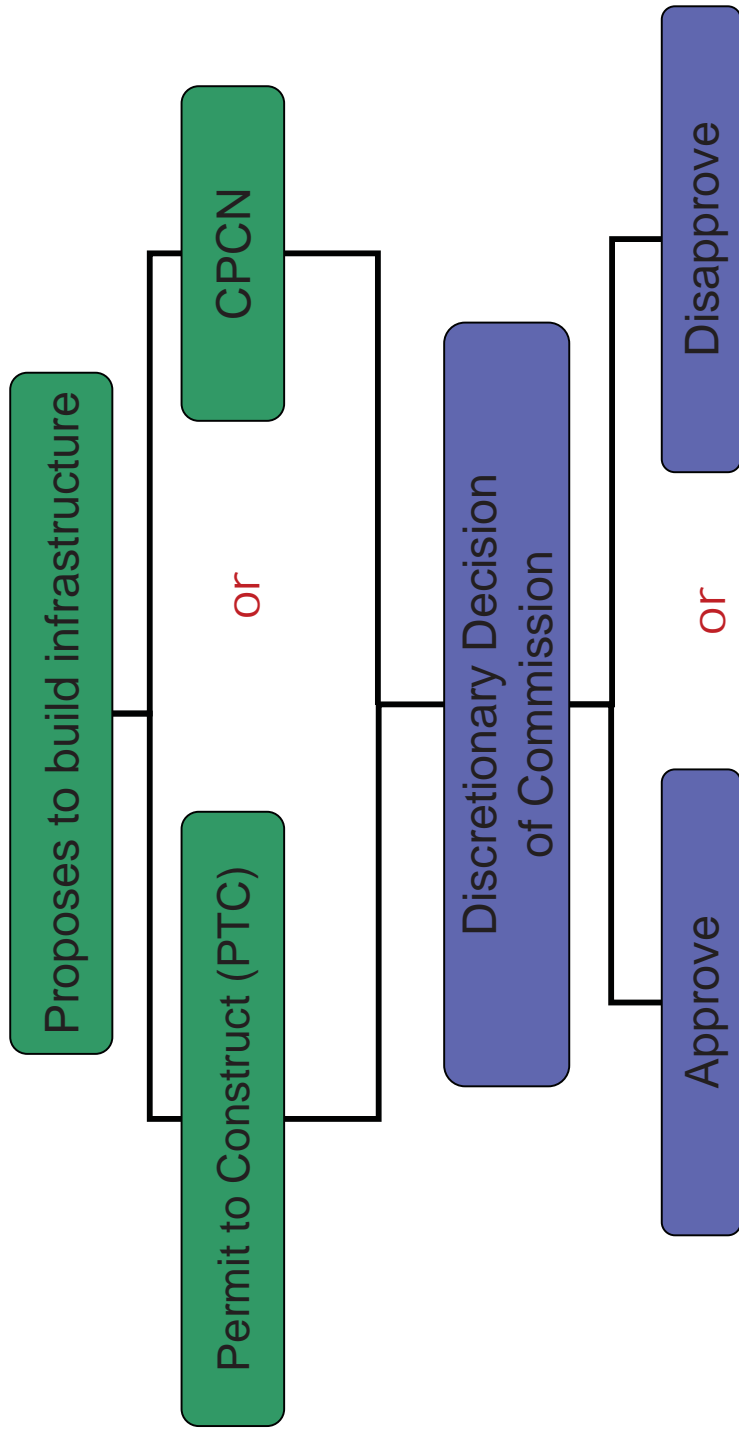 Proposes to build infrastructure
Permit to Construct (PTC)
or
CPCN
Discretionary Decision
of Commission
Approve
or
Disapprove